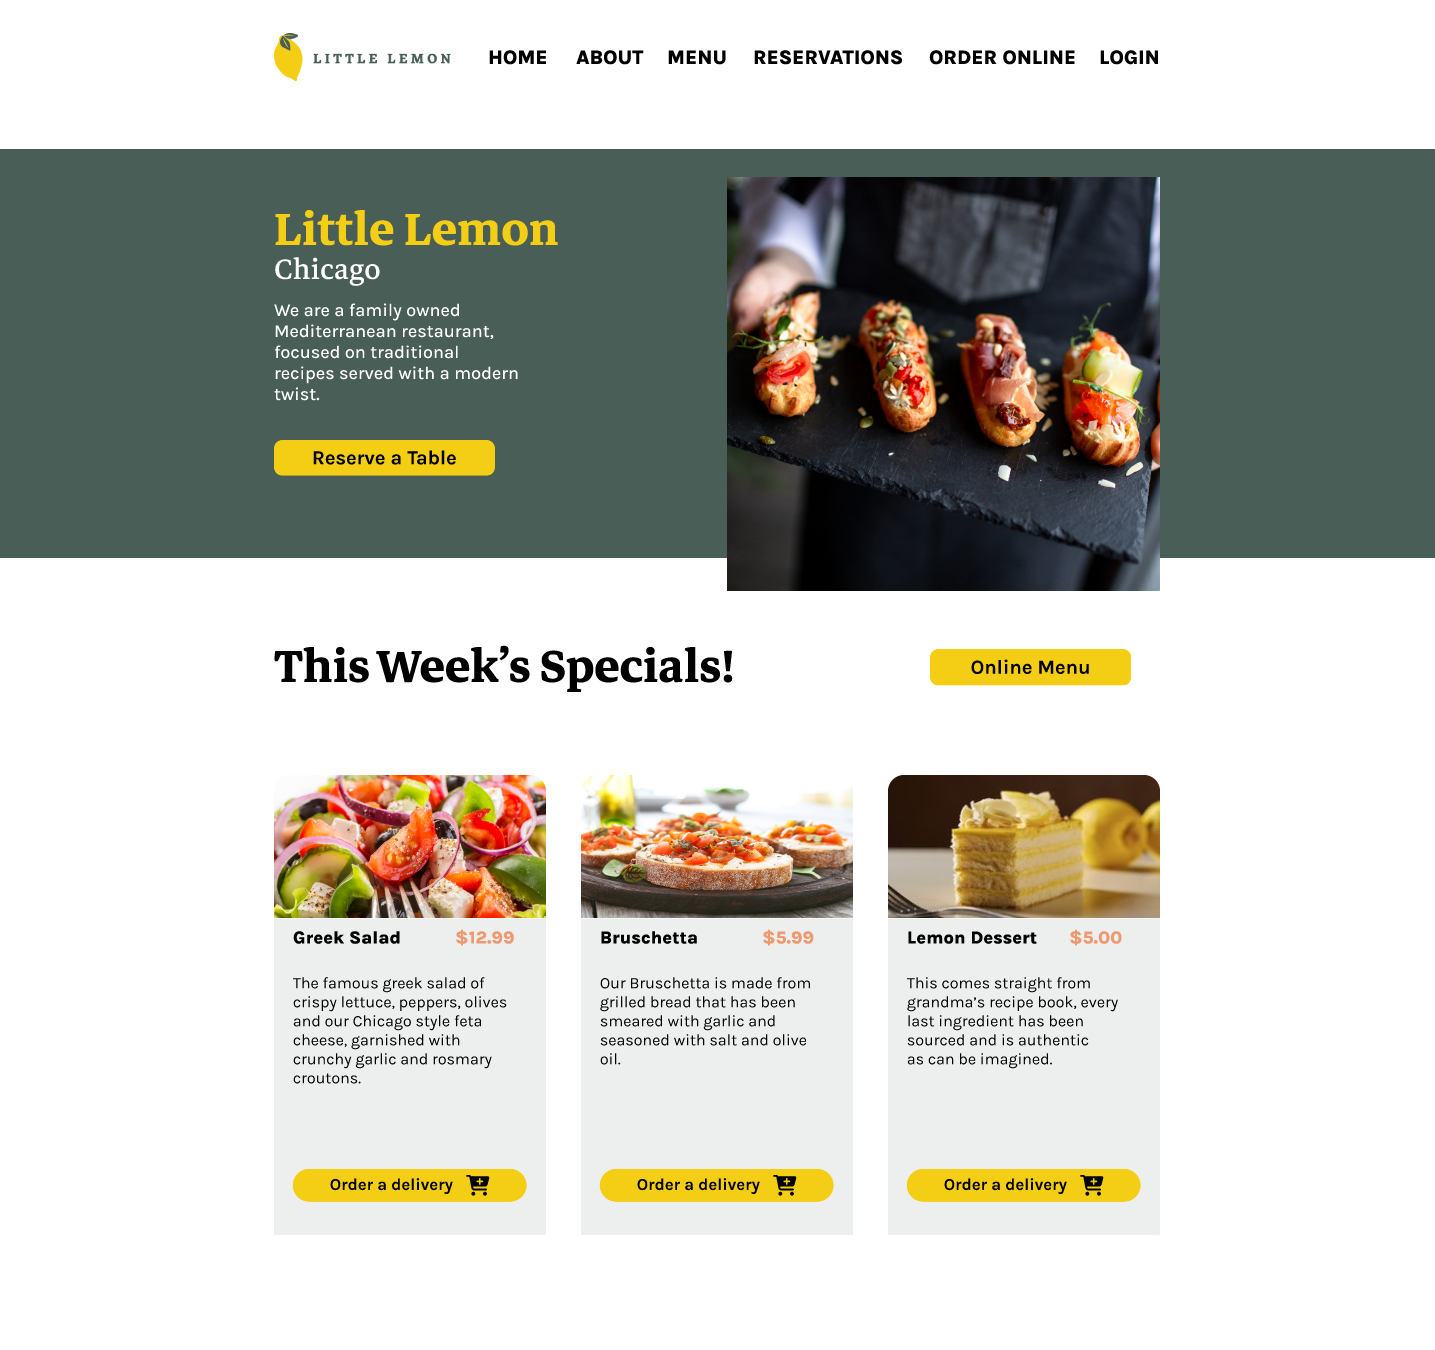 LITTLE LEMON HOME ABOUT MENU RESERVATIONS ORDER ONLINE LOGIN
Little Lemon
Chicago
We are a family owned
Mediterranean restaurant,
focused on traditional
recipes served with a modern
twist.
Reserve a Table
This Week’s Specials!
Online Menu
Greek Salad $12.99
The famous greek salad of
crispy lettuce, peppers, olives
and our Chicago style feta
cheese, garnished with
crunchy garlic and rosmary
croutons.
Order a delivery
Bruschetta $5.99
Our Bruschetta is made from
grilled bread that has been
smeared with garlic and
seasoned with salt and olive
oil.
Order a delivery
Lemon Dessert $5.00
This comes straight from
grandma’s recipe book, every
last ingredient has been
sourced and is authentic
as can be imagined.
Order a delivery